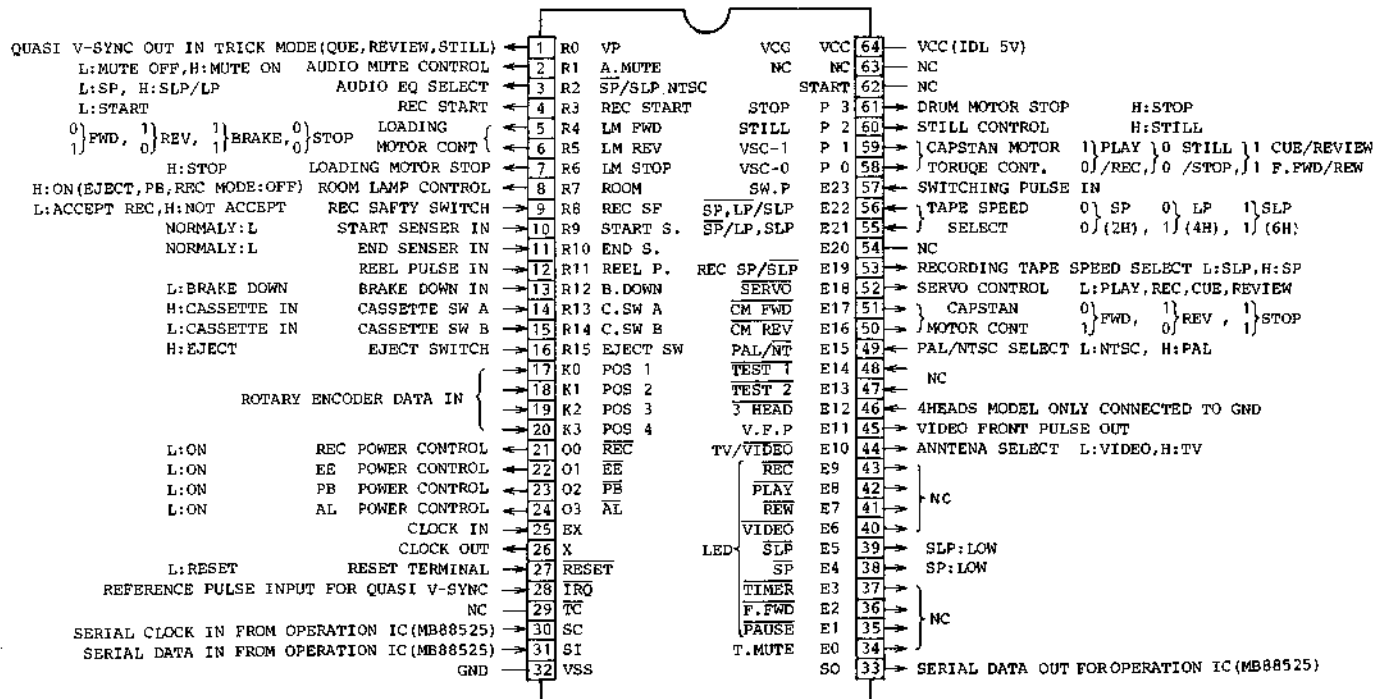 QUASI V-SYNC OUT IN TRICK MODE(QUE,REVIEW,STILL) 1 R0 VP VCG VCC 64 VCC(IDL 5V)
L:MUTE OFF,H:MUTE ON AUDIO MUTE CONTROL 2 R1 A.MUTE NC NC 63 NC
L:SP, H:SLP/LP AUDIO EQ SELECT 3 R2 SP/SLP.NTSC START 62 NC
L:START REC START 4 R3 REC START STOP P 3 61 DRUM MOTOR STOP H:STOP
0 1 } FWD, 1 0 } REV, 1 1 } BRAKE, 0 0 } STOP LOADING 5 R4 LM FWD STILL P 2 60 STILL CONTROL H:STILL
MOTOR CONT { 6 R5 LM REV VSC-1 P 1 59 CAPSTAN MOTOR 1 } PLAY } 0 STILL } 1 CUE/REVIEW
H:STOP LOADING MOTOR STOP 7 R6 LM STOP VSC-0 P 0 58 TORUQE CONT. 0 } /REC, } 0 /STOP, } 1 F.FWD/REW
H:ON(EJECT,PB,REC MODE:OFF) ROOM LAMP CONTROL 8 R7 ROOM SW.P E23 57 SWITCHING PULSE IN
L:ACCEPT REC,H:NOT ACCEPT REC SAFTY SWITCH 9 R8 REC SF SP,LP/SLP E22 56 TAPE SPEED 0 } SP 0 } LP 1 } SLP
NORMALY:L START SENSER IN 10 R9 START S. SP/LP,SLP E21 55 SELECT 0 } (2H), 1 } (4H), 1 } (6H)
NORMALY:L END SENSER IN 11 R10 END S. E20 54 NC
REEL PULSE IN 12 R11 REEL P. REC SP/SLP E19 53 RECORDING TAPE SPEED SELECT L:SLP,H:SP
L:BRAKE DOWN BRAKE DOWN IN 13 R12 B.DOWN SERVO E18 52 SERVO CONTROL L:PLAY,REC,CUE,REVIEW
H:CASSETTE IN CASSETTE SW A 14 R13 C.SW A CM FWD E17 51 CAPSTAN 0 } FWD, 1 } REV , 1 } STOP
L:CASSETTE IN CASSETTE SW B 15 R14 C.SW B CM REV E16 50 MOTOR CONT 1 0 1
H:EJECT EJECT SWITCH 16 R15 EJECT SW PAL/NT E15 49 PAL/NTSC SELECT L:NTSC, H:PAL
17 K0 POS 1 TEST 1 E14 48
NC
18 K1 POS 2 TEST 2 E13 47
ROTARY ENCODER DATA IN {
19 K2 POS 3 3 HEAD E12 46 4HEADS MODEL ONLY CONNECTED TO GND
20 K3 POS 4 V.F.P E11 45 VIDEO FRONT PULSE OUT
L:ON REC POWER CONTROL 21 O0 REC TV/VIDEO E10 44 ANNTENA SELECT L:VIDEO,H:TV
L:ON EE POWER CONTROL 22 O1 EE REC E9 43
L:ON PB POWER CONTROL 23 O2 PB PLAY E8 42
NC
L:ON AL POWER CONTROL 24 O3 AL REW E7 41
CLOCK IN 25 EX VIDEO E6 40
CLOCK OUT 26 X LED SLP E5 39 SLP:LOW
L:RESET RESET TERMINAL 27 RESET SP E4 38 SP:LOW
REFERENCE PULSE INPUT FOR QUASI V-SYNC 28 IRQ TIMER E3 37
NC 29 TC F.FWD E2 36
NC
SERIAL CLOCK IN FROM OPERATION IC(MB88525) 30 SC PAUSE E1 35
SERIAL DATA IN FROM OPERATION IC(MB88525) 31 SI T.MUTE E0 34
GND 32 VSS SO 33 SERIAL DATA OUT FOROPERATION IC(MB88525)